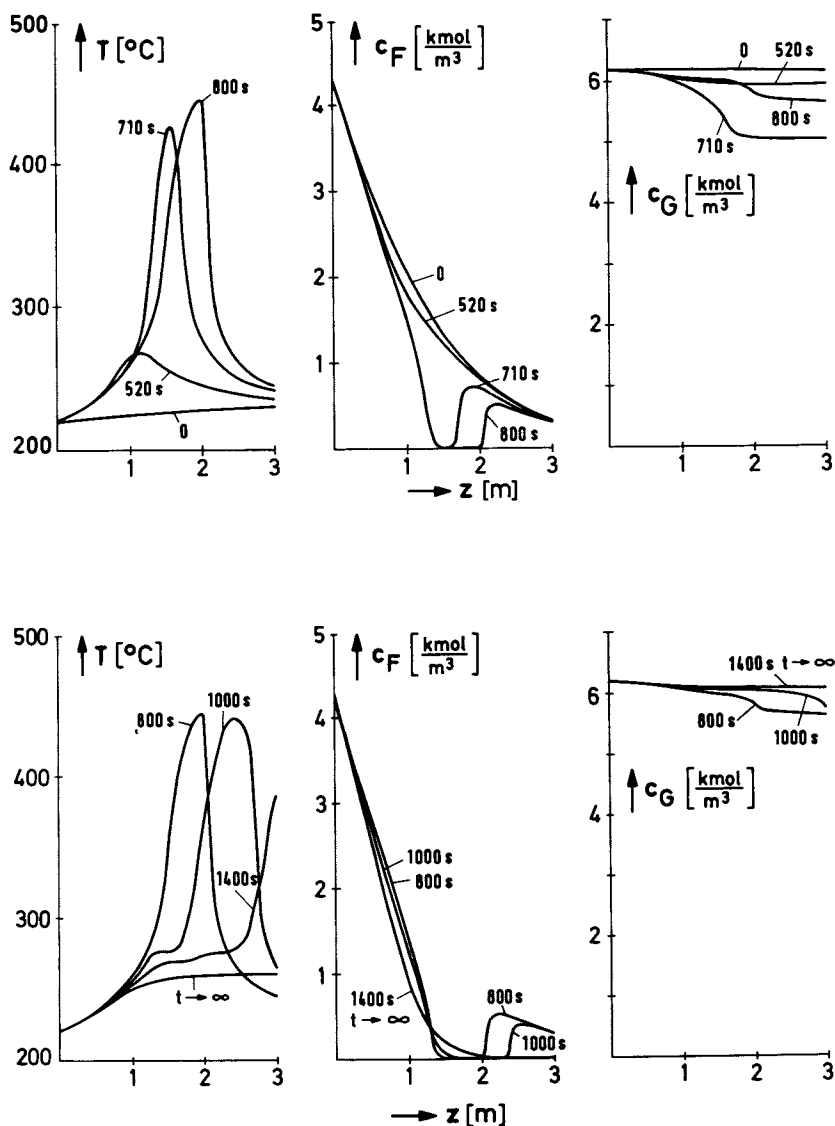 500
T [°C]
800 s
710 s
400
300
520 s
0
200
1
2
3
5
c_F [kmol/m³]
4
3
2
1
0
520 s
710 s
800 s
1
2
3
z [m]
0
520 s
6
800 s
710 s
c_G [kmol/m³]
4
2
1
2
3
500
T [°C]
1000 s
800 s
400
1400 s
300
t → ∞
200
1
2
3
5
c_F [kmol/m³]
4
3
2
1
1000 s
800 s
1400 s
t → ∞
800 s
1000 s
1
2
3
z [m]
1400 s t → ∞
6
800 s
1000 s
c_G [kmol/m³]
4
2
1
2
3